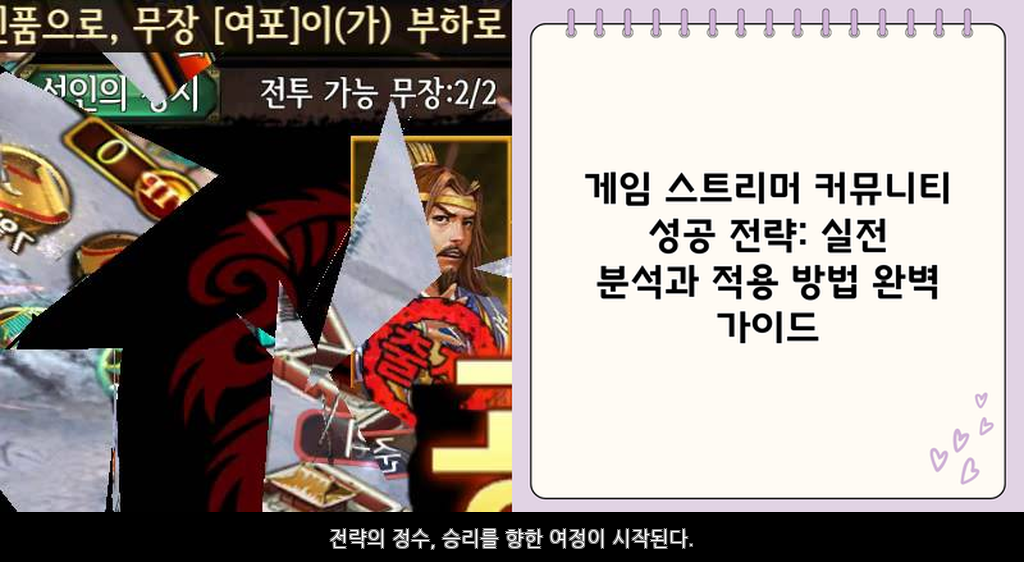 품으로, 무장 [여포]이(가) 부하로
선인의
전투 가능 무장:2/2
0
출
게임 스트리머 커뮤니티
성공 전략: 실전
분석과 적용 방법 완벽
가이드
전략의 정수, 승리를 향한 여정이 시작된다.